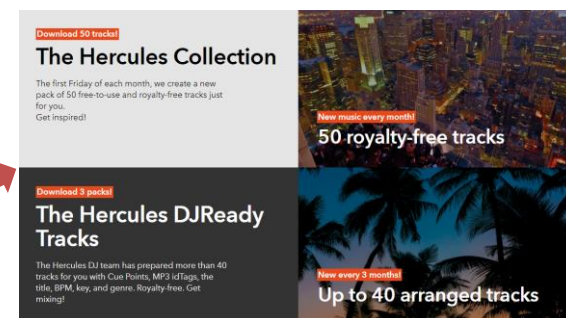 Download 50 tracks!
The Hercules Collection
The first Friday of each month, we create a new
pack of 50 free-to-use and royalty-free tracks just
for you.
Get inspired!
New music every month!
50 royalty-free tracks
Download 3 packs!
The Hercules DJReady
Tracks
The Hercules DJ team has prepared more than 40
tracks for you with Cue Points, MP3 idTags, the
title, BPM, key, and genre. Royalty-free. Get
mixing!
New every 3 months!
Up to 40 arranged tracks